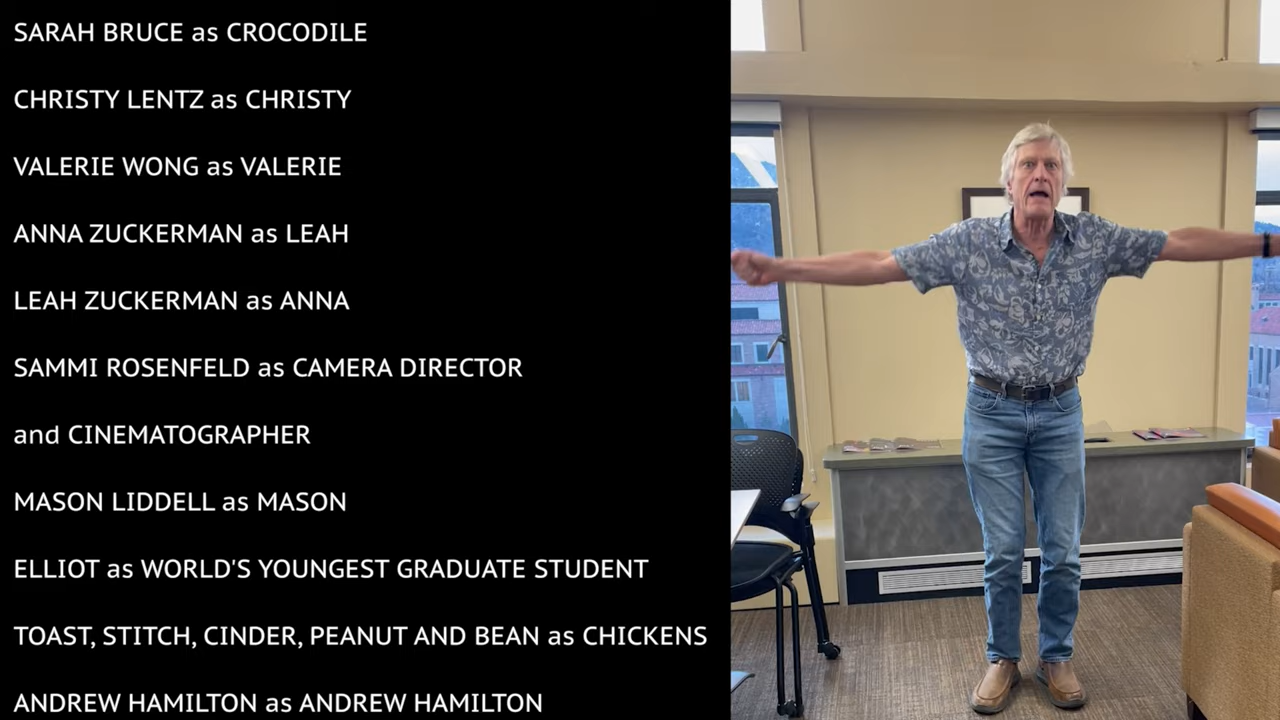 SARAH BRUCE as CROCODILE
CHRISTY LENTZ as CHRISTY
VALERIE WONG as VALERIE
ANNA ZUCKERMAN as LEAH
LEAH ZUCKERMAN as ANNA
SAMMI ROSENFELD as CAMERA DIRECTOR
and CINEMATOGRAPHER
MASON LIDDELL as MASON
ELLIOT as WORLD'S YOUNGEST GRADUATE STUDENT
TOAST, STITCH, CINDER, PEANUT AND BEAN as CHICKENS
ANDREW HAMILTON as ANDREW HAMILTON